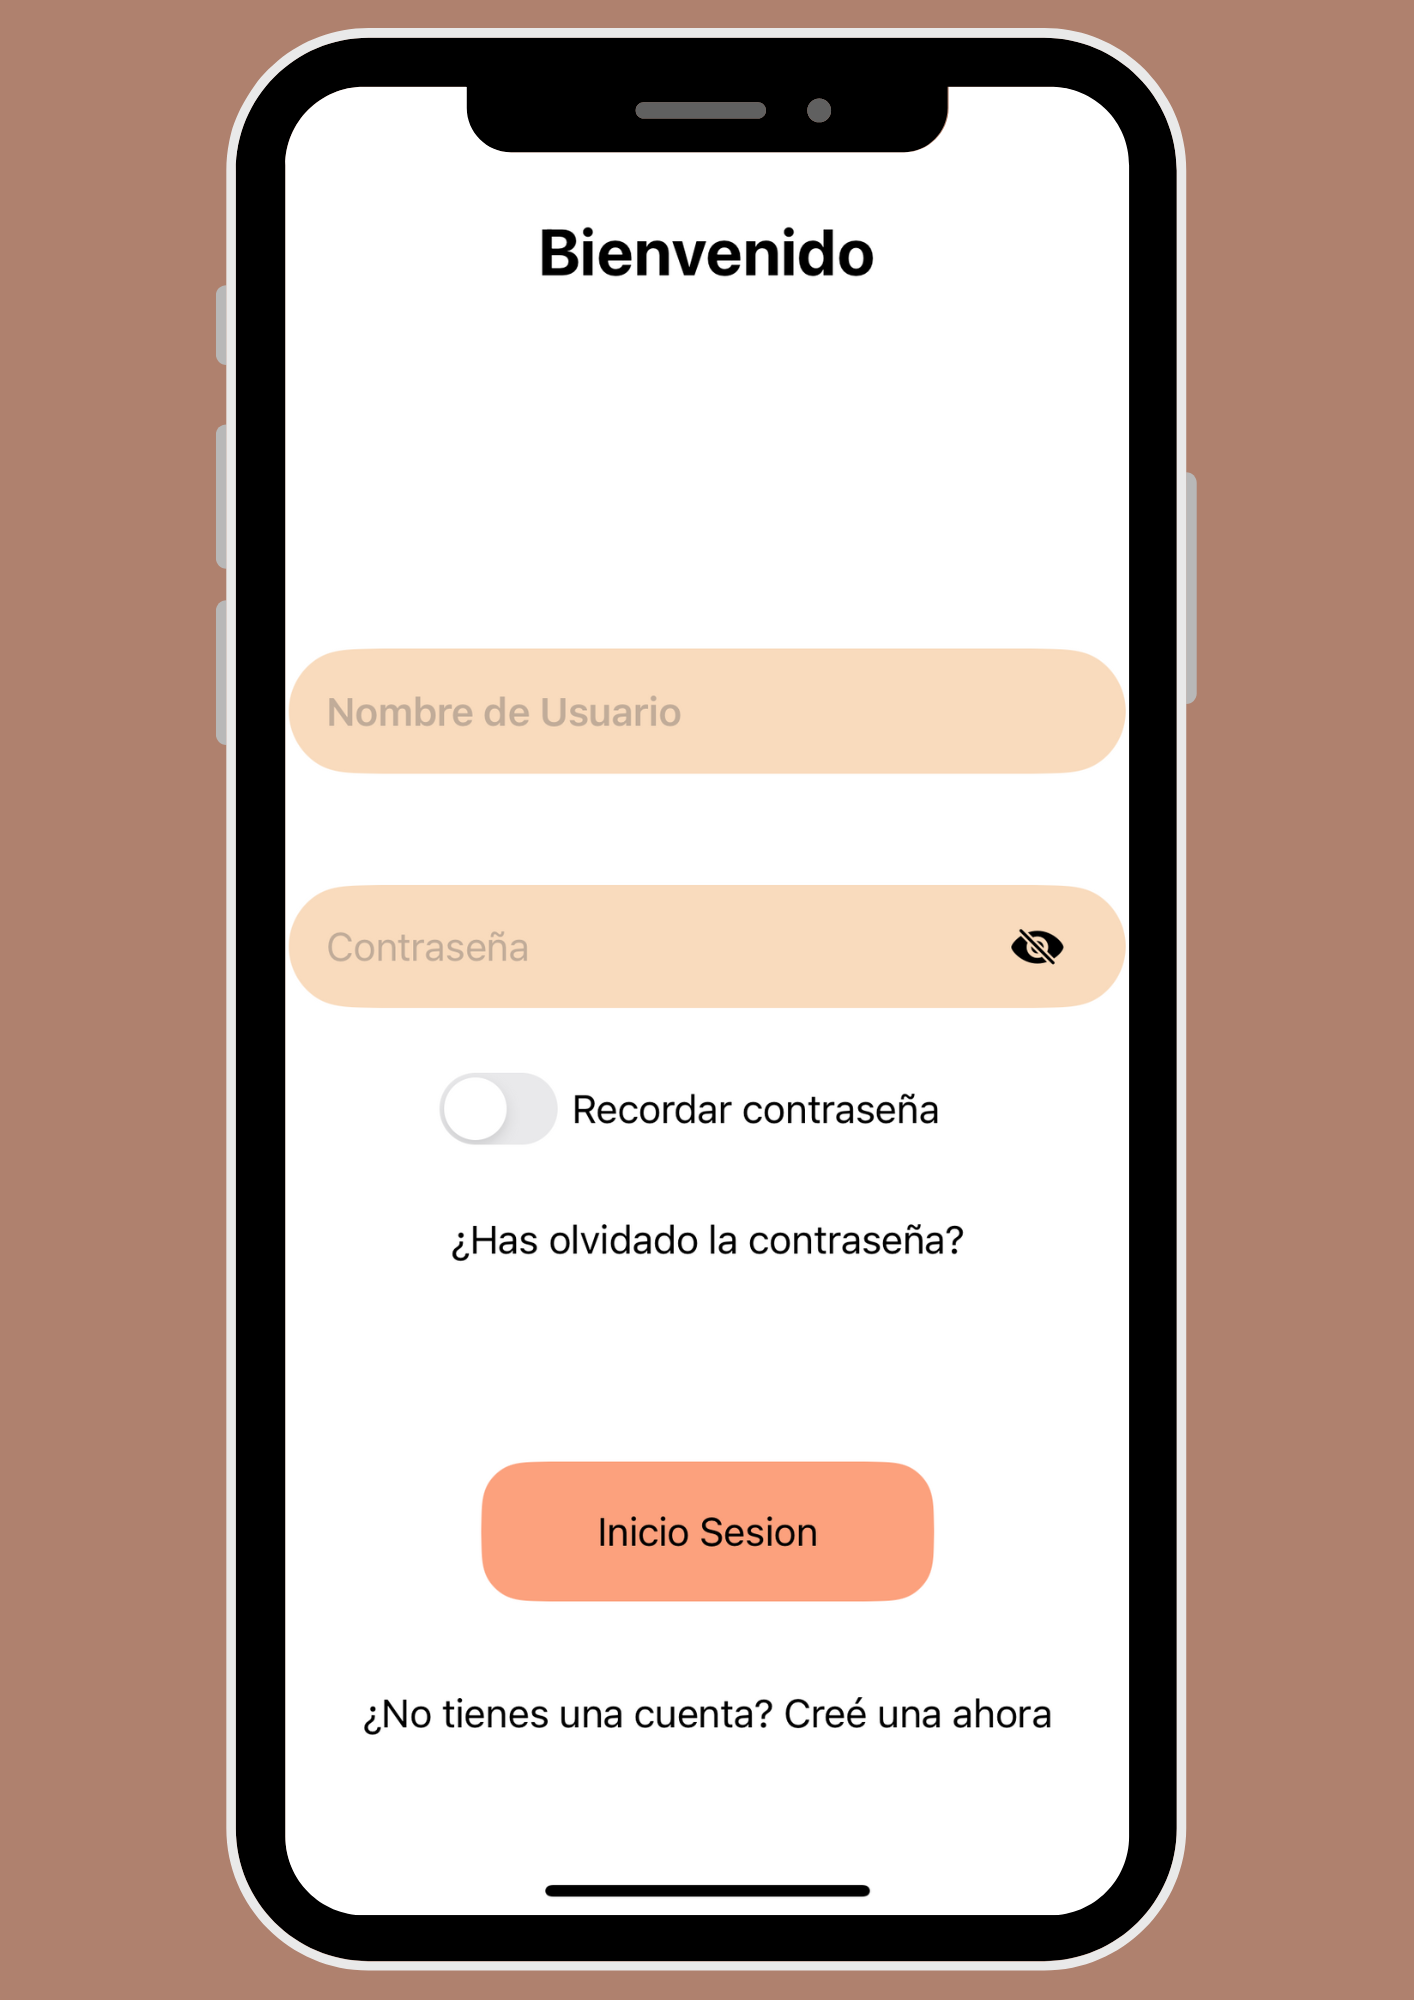 Bienvenido
Nombre de Usuario
Contraseña
Recordar contraseña
¿Has olvidado la contraseña?
Inicio Sesion
¿No tienes una cuenta? Creé una ahora